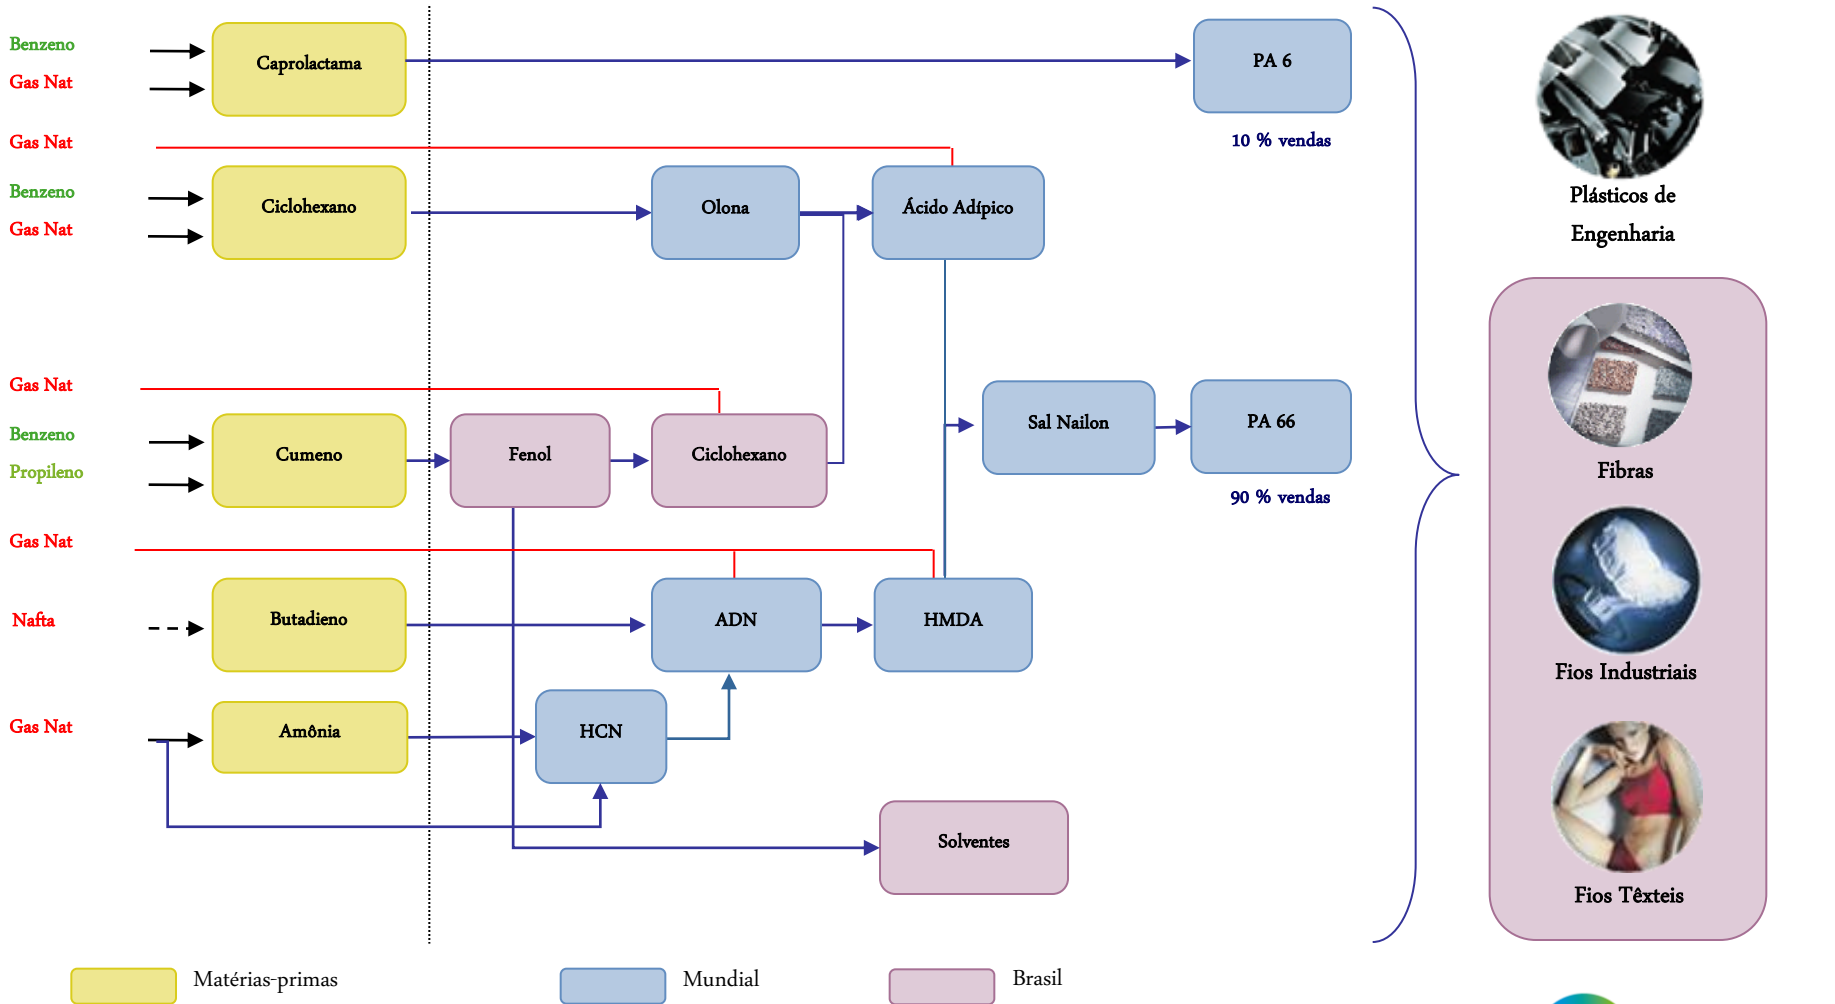 Benzeno
Gas Nat
Caprolactama
PA 6
10 % vendas
Gas Nat
Benzeno
Gas Nat
Ciclohexano
Olona
Ácido Adípico
Plásticos de
Engenharia
Gas Nat
Benzeno
Propileno
Cumeno
Fenol
Ciclohexano
Sal Nailon
PA 66
90 % vendas
Fibras
Gas Nat
Nafta
Butadieno
ADN
HMDA
Fios Industriais
Gas Nat
Amônia
HCN
Solventes
Fios Têxteis
Matérias-primas
Mundial
Brasil